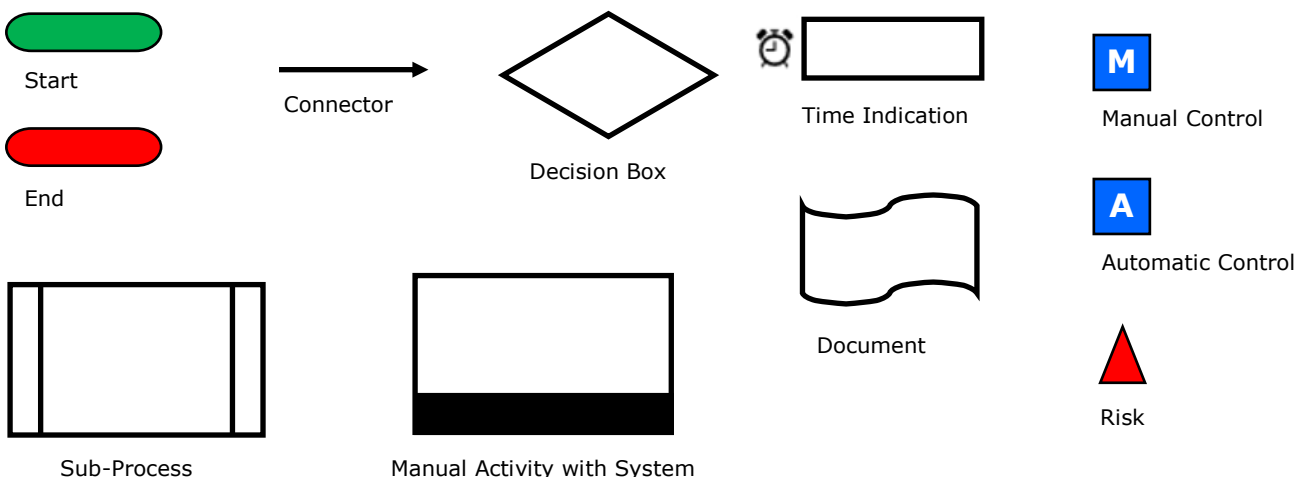 Start
Connector
Decision Box
Time Indication
M
Manual Control
End
Document
A
Automatic Control
Sub-Process
Manual Activity with System
Risk